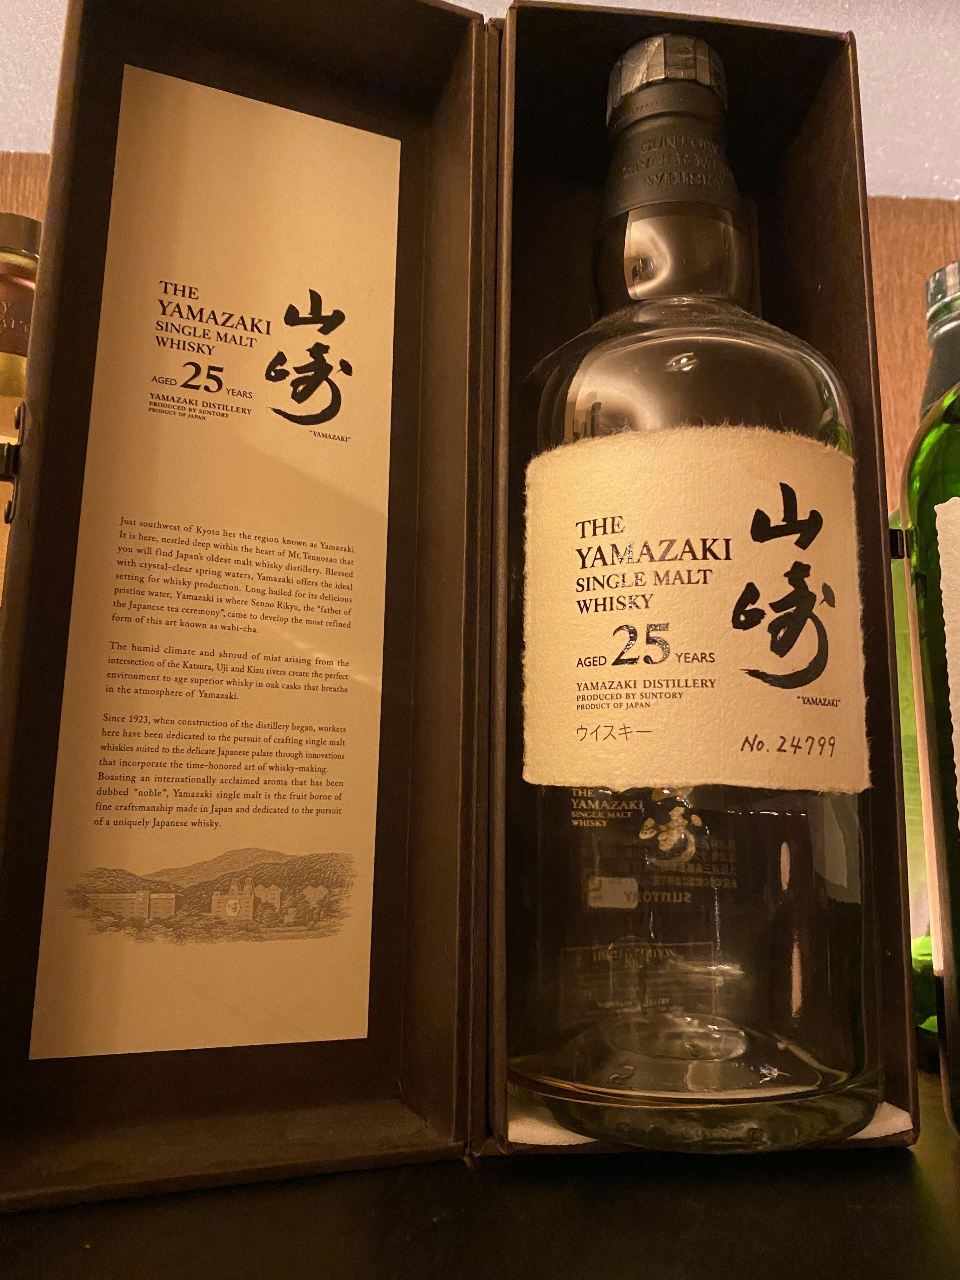 THE
YAMAZAKI
SINGLE MALT
WHISKY
AGED 25 YEARS
YAMAZAKI DISTILLERY
PRODUCED BY SUNTORY
PRODUCT OF JAPAN
山崎
"YAMAZAKI"
Just southwest of Kyoto lies the region known as Yamazaki.
It is here, nestled deep within the heart of Mt. Tennozan that
you will find Japan's oldest malt whisky distillery. Blessed
with crystal-clear spring waters, Yamazaki offers the ideal
setting for whisky production. Long hailed for its delicious
pristine water, Yamazaki is where Senno Rikyu, the "father of
the Japanese tea ceremony", came to develop the most refined
form of this art known as wabi-cha.
The humid climate and shroud of mist arising from the
intersection of the Katsura, Uji and Kizu rivers create the perfect
environment to age superior whisky in oak casks that breathe
in the atmosphere of Yamazaki.
Since 1923, when construction of the distillery began, workers
here have been dedicated to the pursuit of crafting single malt
whiskies suited to the delicate Japanese palate through innovations
that incorporate the time-honored art of whisky-making.
Boasting an internationally acclaimed aroma that has been
dubbed "noble", Yamazaki single malt is the fruit borne of
fine craftsmanship made in Japan and dedicated to the pursuit
of a uniquely Japanese whisky.
SUNTORY
SINGLE MALT
WHISKY
THE
YAMAZAKI
SINGLE MALT
WHISKY
AGED 25 YEARS
YAMAZAKI DISTILLERY
PRODUCED BY SUNTORY
PRODUCT OF JAPAN
ウイスキー
山崎
"YAMAZAKI"
No. 24799
THE
YAMAZAKI
SINGLE MALT
WHISKY
SUNTORY